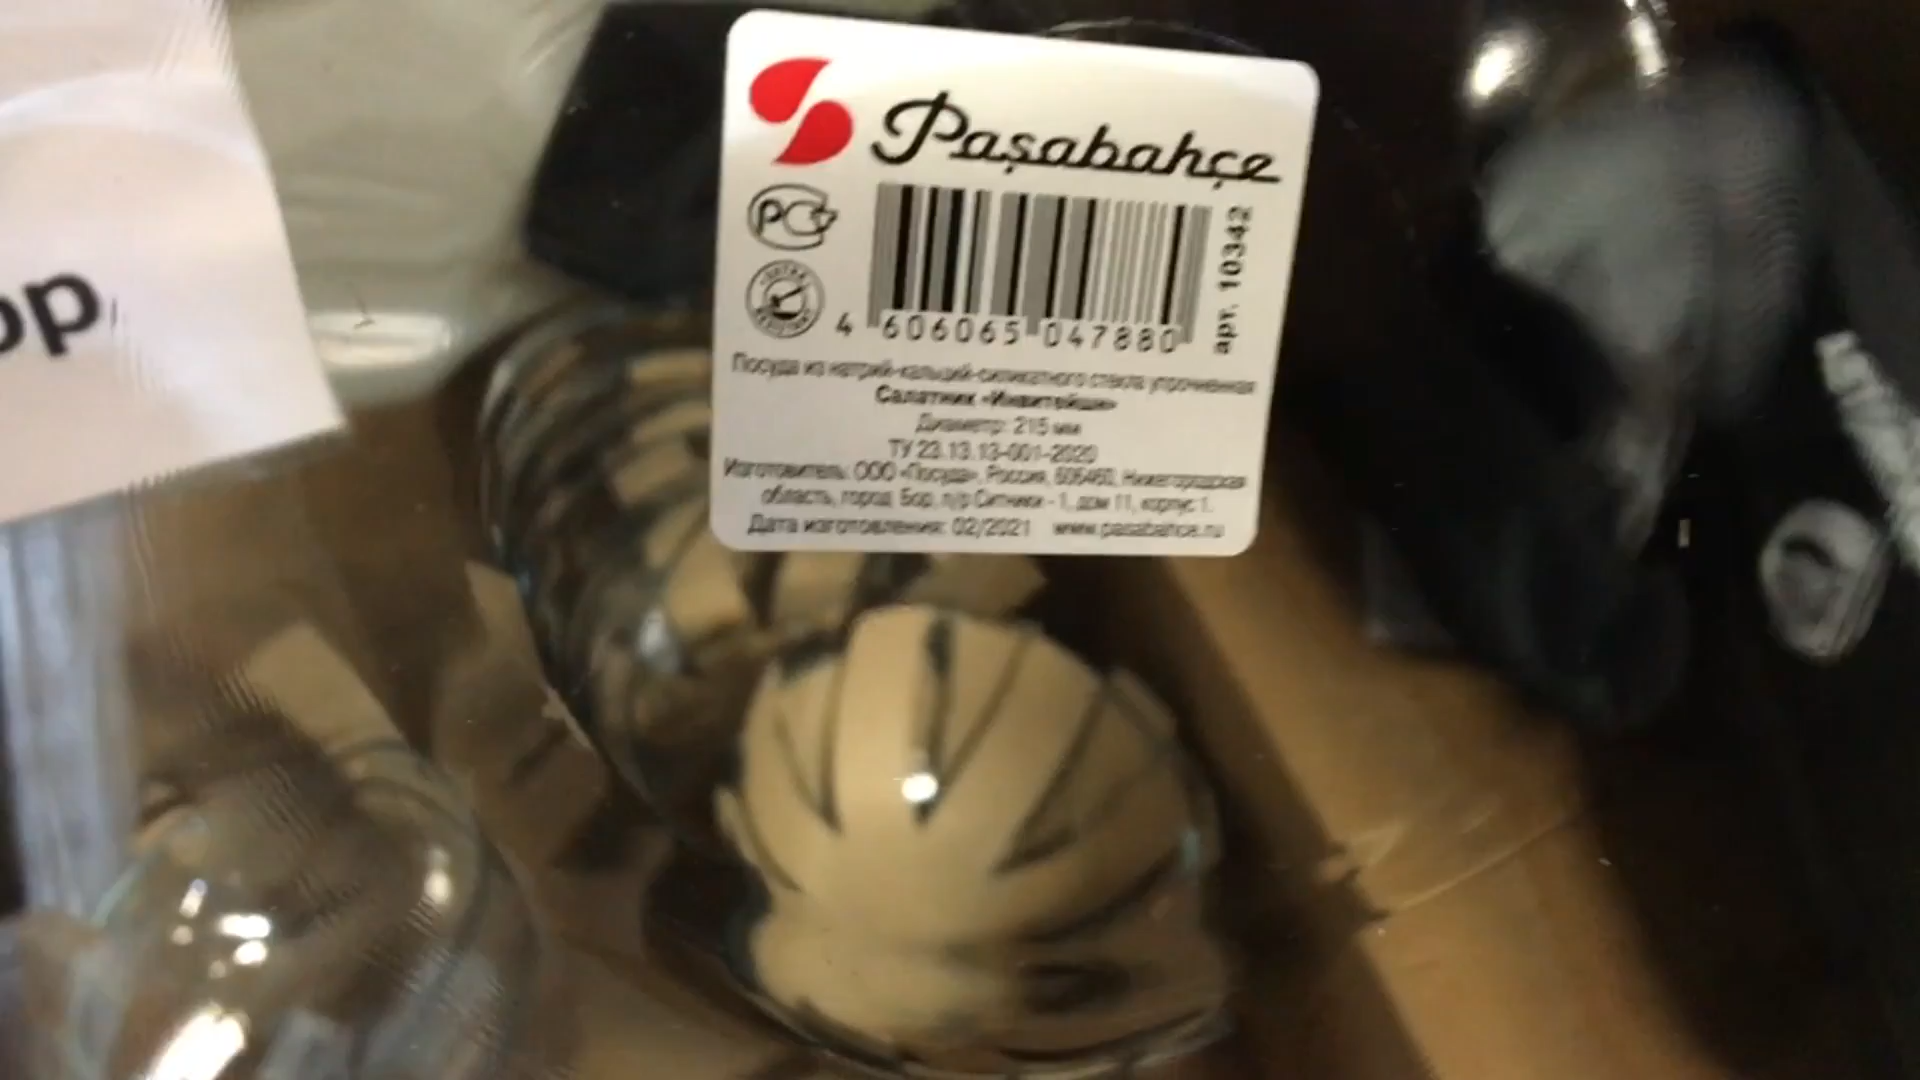 ор
Paşabahçe
РС
арт. 10342
4 606065 047880
Посуда из натрий-кальций-силикатного стекла упрочненная
Салатник «Инвитейшн»
Диаметр: 215 мм
ТУ 23.13.13-001-2020
Изготовитель: ООО «Посуда», Россия, 606460, Нижегородская
область, город Бор, п/р Ситники - 1, дом 11, корпус 1.
Дата изготовления: 02/2021 www.pasabahce.ru